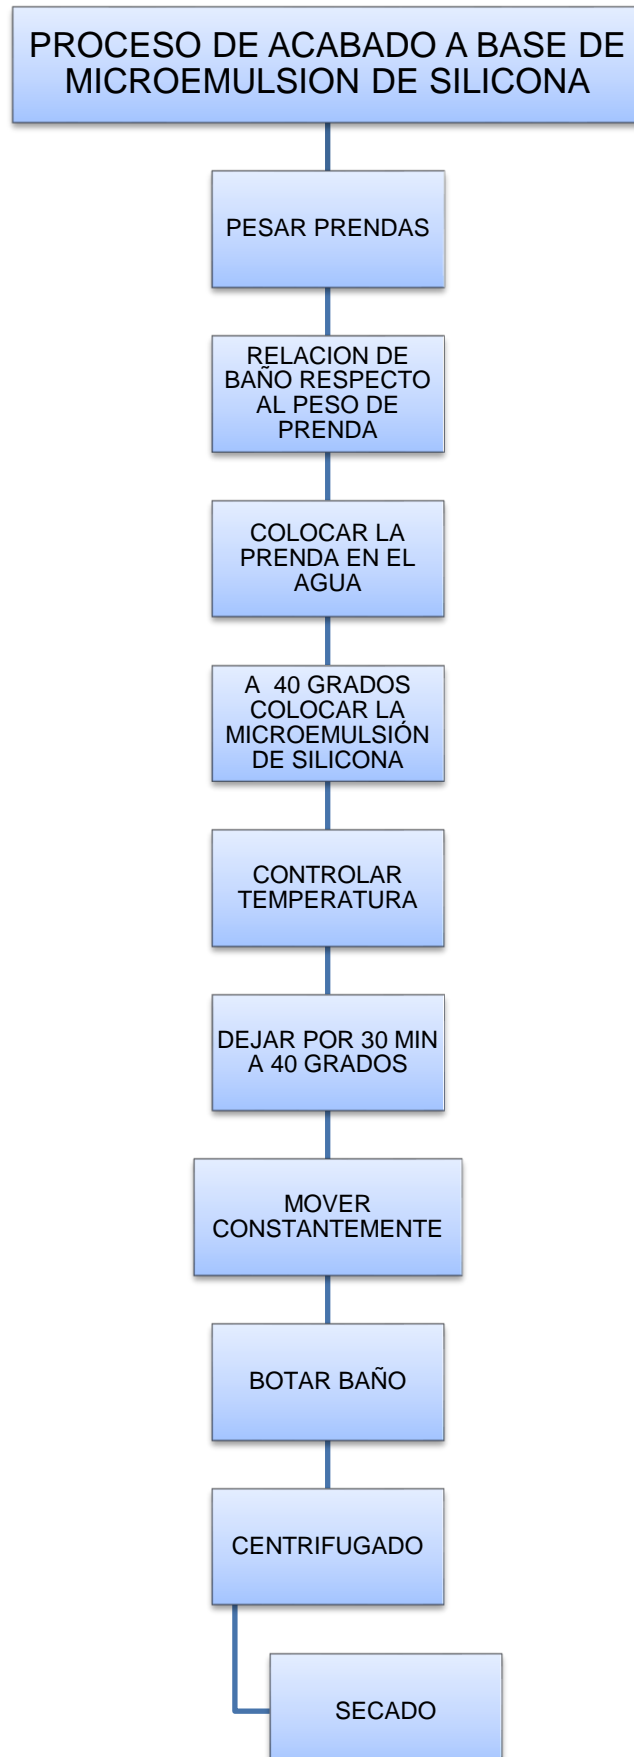 PROCESO DE ACABADO A BASE DE
MICROEMULSION DE SILICONA
PESAR PRENDAS
RELACION DE
BAÑO RESPECTO
AL PESO DE
PRENDA
COLOCAR LA
PRENDA EN EL
AGUA
A 40 GRADOS
COLOCAR LA
MICROEMULSIÓN
DE SILICONA
CONTROLAR
TEMPERATURA
DEJAR POR 30 MIN
A 40 GRADOS
MOVER
CONSTANTEMENTE
BOTAR BAÑO
CENTRIFUGADO
SECADO